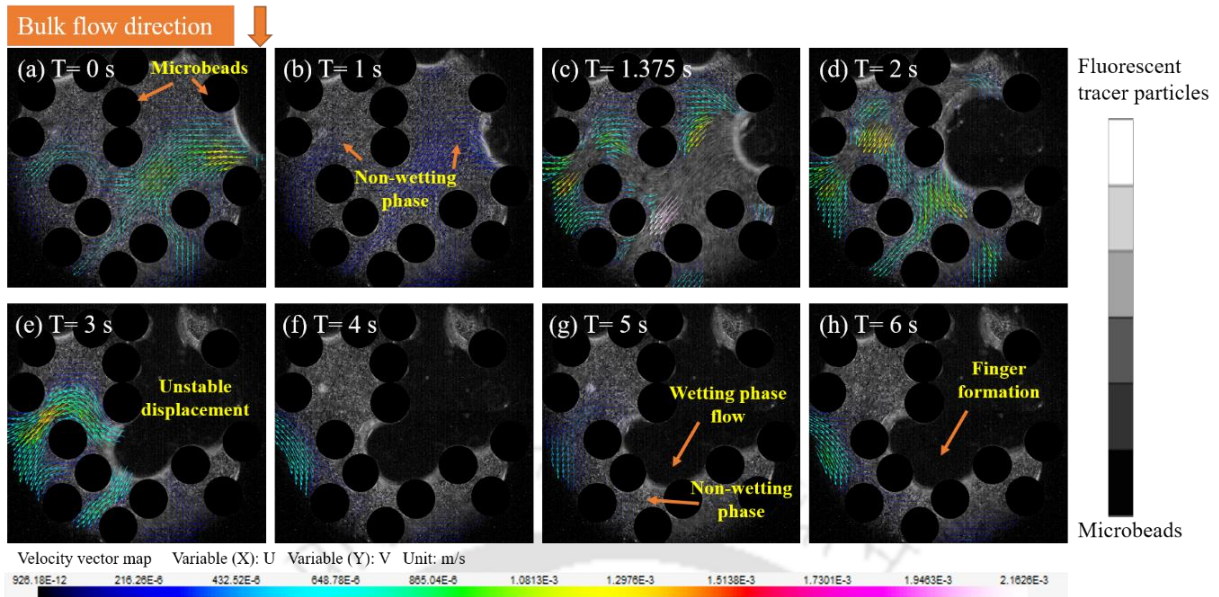 Bulk flow direction
(a) T= 0 s
Microbeads
(b) T= 1 s
Non-wetting
phase
(c) T= 1.375 s
(d) T= 2 s
Fluorescent
tracer particles
(e) T= 3 s
Unstable
displacement
(f) T= 4 s
(g) T= 5 s
Wetting phase
flow
Non-wetting
phase
(h) T= 6 s
Finger
formation
Microbeads
Velocity vector map Variable (X): U Variable (Y): V Unit: m/s
926.18E-12 216.26E-6 432.52E-6 648.78E-6 865.04E-6 1.0813E-3 1.2976E-3 1.5138E-3 1.7301E-3 1.9463E-3 2.1626E-3